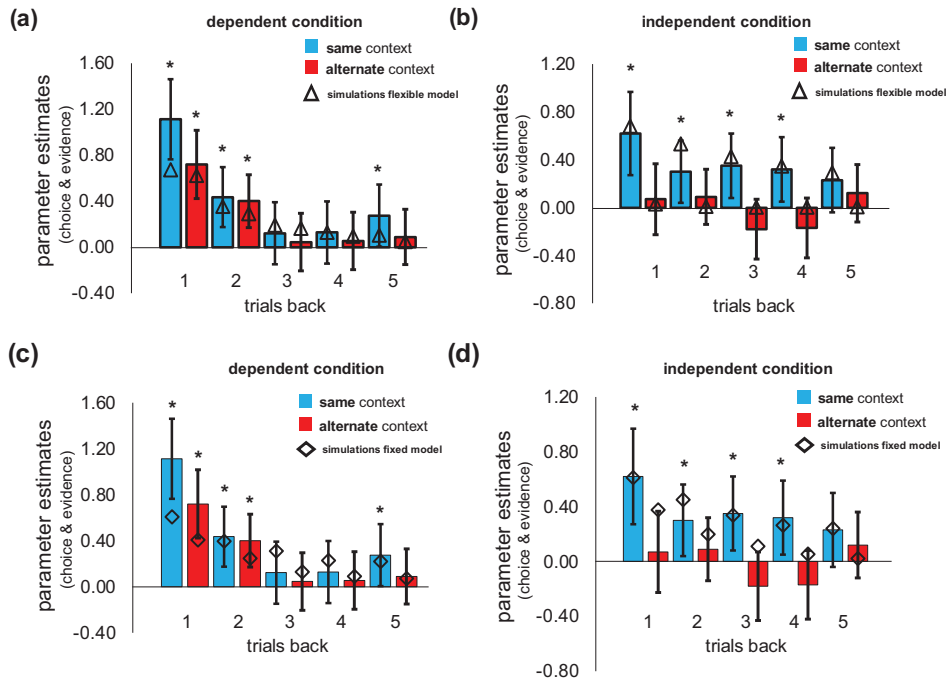 (a)
dependent condition
same context
alternate context
simulations flexible model
parameter estimates
(choice & evidence)
1.60
1.20
0.80
0.40
0.00
-0.40
* * * * *
1 2 3 4 5
trials back
(b)
independent condition
same context
alternate context
simulations flexible model
parameter estimates
(choice & evidence)
1.20
0.80
0.40
0.00
-0.40
-0.80
* * * *
1 2 3 4 5
trials back
(c)
dependent condition
same context
alternate context
simulations fixed model
parameter estimates
(choice & evidence)
1.60
1.20
0.80
0.40
0.00
-0.40
* * * * *
1 2 3 4 5
trials back
(d)
independent condition
same context
alternate context
simulations fixed model
parameter estimates
(choice & evidence)
1.20
0.80
0.40
0.00
-0.40
-0.80
* * * *
1 2 3 4 5
trials back